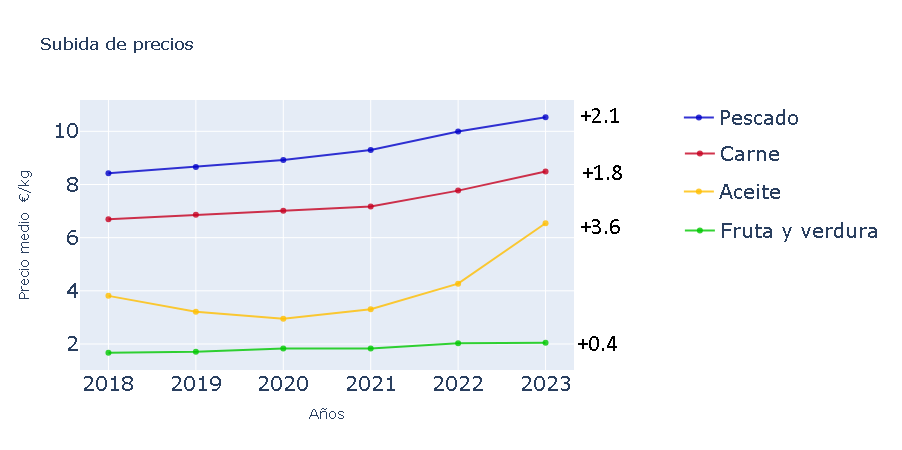 Subida de precios
Precio medio €/kg
10
8
6
4
2
+2.1
+1.8
+3.6
+0.4
2018 2019 2020 2021 2022 2023
Años
Pescado
Carne
Aceite
Fruta y verdura